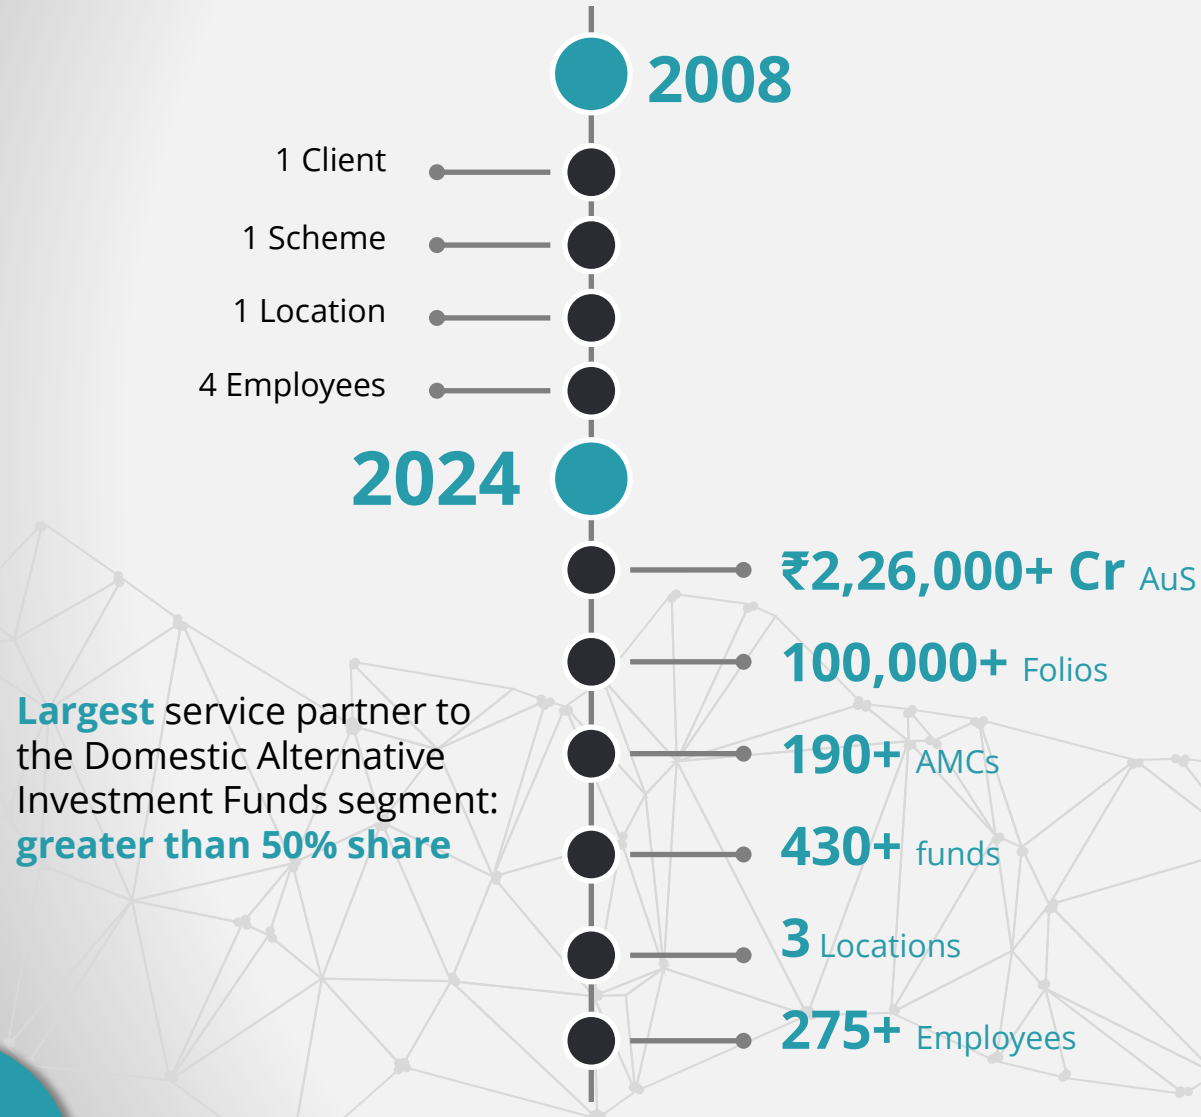 2008
1 Client
1 Scheme
1 Location
4 Employees
2024
₹2,26,000+ Cr AuS
100,000+ Folios
190+ AMCs
430+ funds
3 Locations
275+ Employees
Largest service partner to
the Domestic Alternative
Investment Funds segment:
greater than 50% share